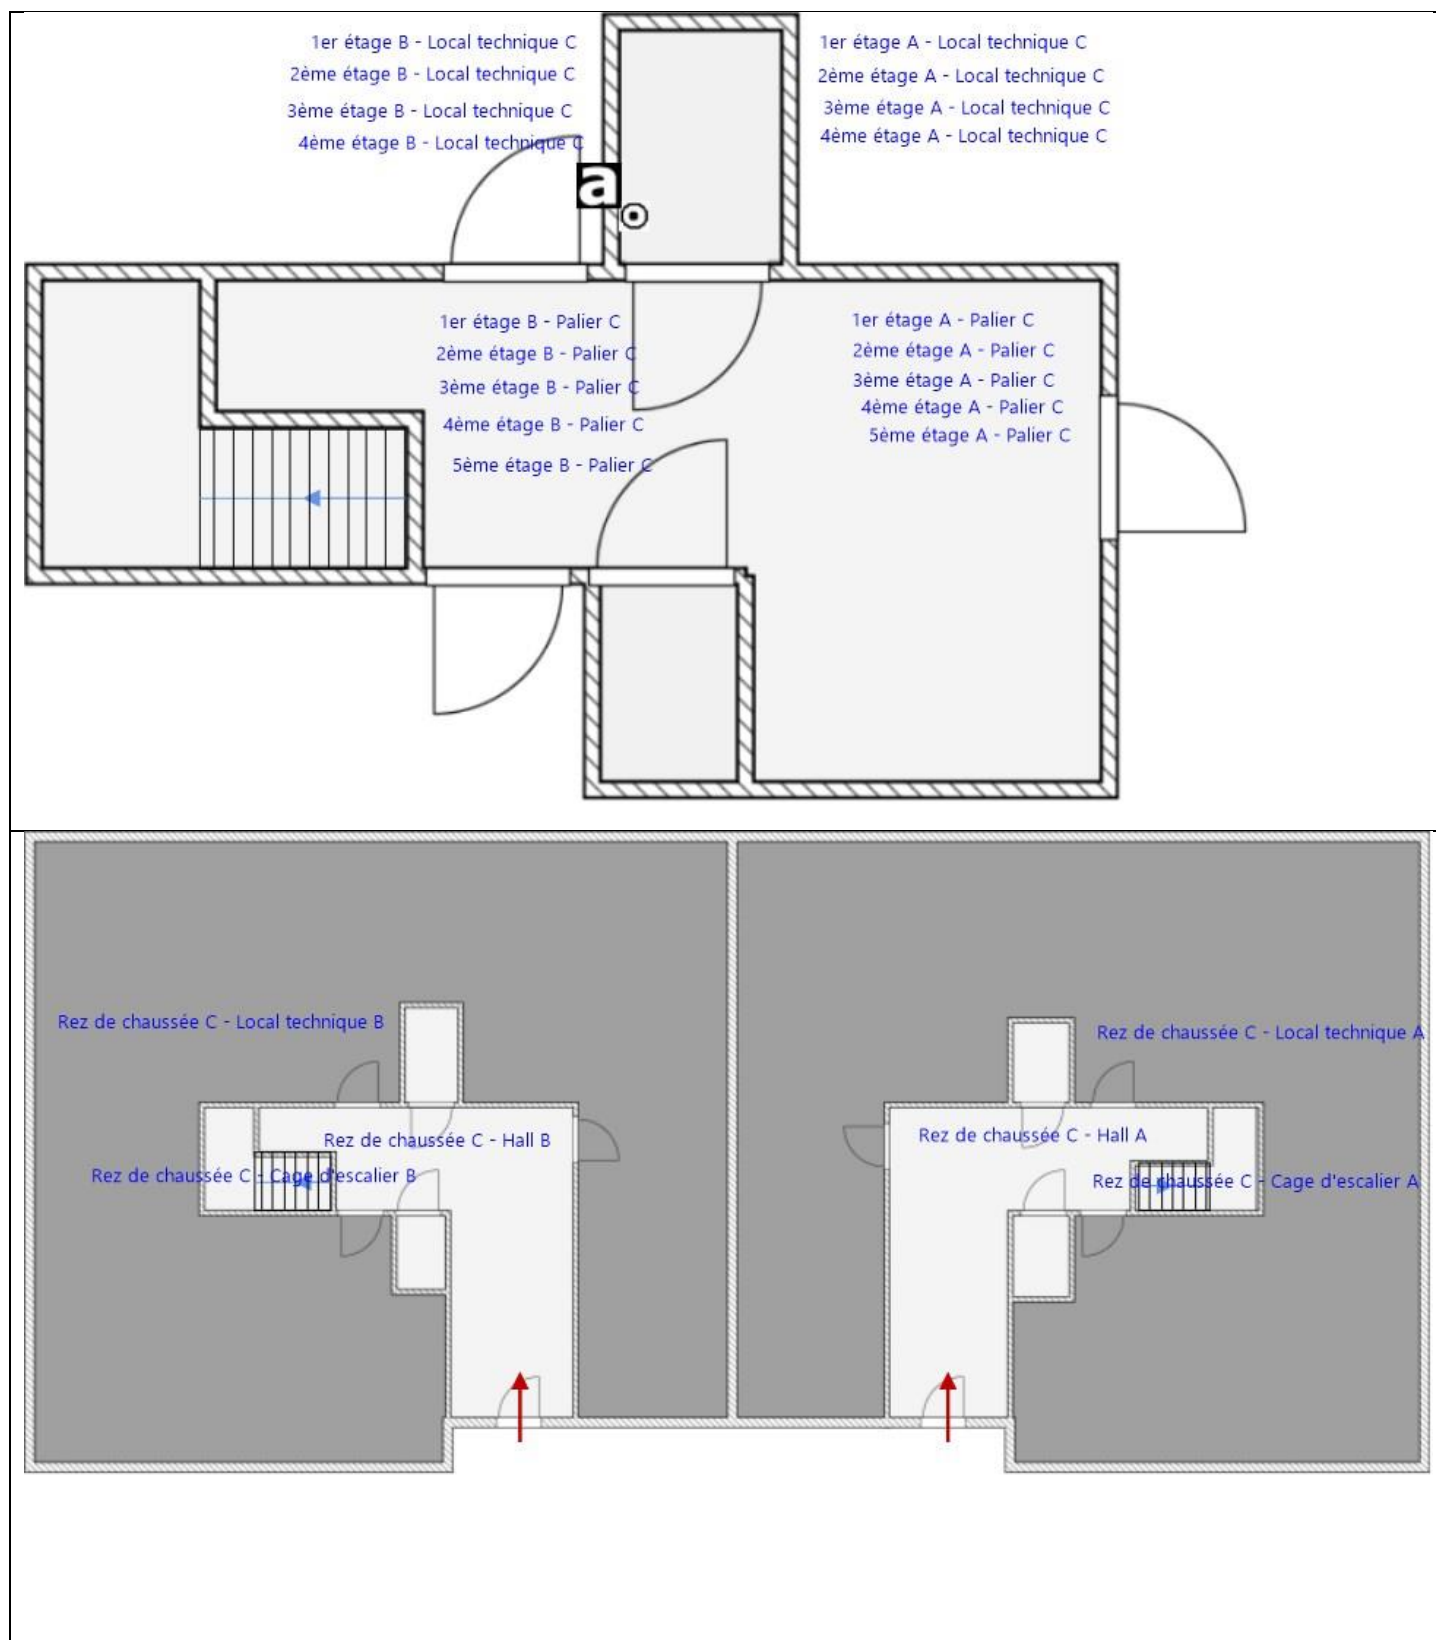 1er étage B - Local technique C
2ème étage B - Local technique C
3ème étage B - Local technique C
4ème étage B - Local technique C
1er étage A - Local technique C
2ème étage A - Local technique C
3ème étage A - Local technique C
4ème étage A - Local technique C
a
1er étage B - Palier C
2ème étage B - Palier C
3ème étage B - Palier C
4ème étage B - Palier C
5ème étage B - Palier C
1er étage A - Palier C
2ème étage A - Palier C
3ème étage A - Palier C
4ème étage A - Palier C
5ème étage A - Palier C
Rez de chaussée C - Local technique B
Rez de chaussée C - Local technique A
Rez de chaussée C - Hall B
Rez de chaussée C - Hall A
Rez de chaussée C - Cage d'escalier B
Rez de chaussée C - Cage d'escalier A